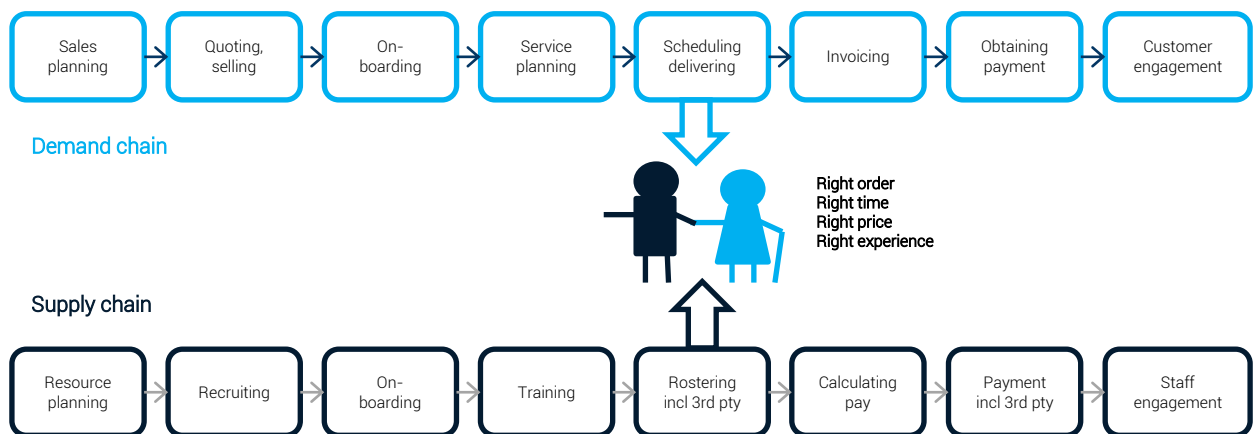 Sales
planning
Quoting,
selling
On-
boarding
Service
planning
Scheduling
delivering
Invoicing
Obtaining
payment
Customer
engagement
Demand chain
Right order
Right time
Right price
Right experience
Supply chain
Resource
planning
Recruiting
On-
boarding
Training
Rostering
incl 3rd pty
Calculating
pay
Payment
incl 3rd pty
Staff
engagement